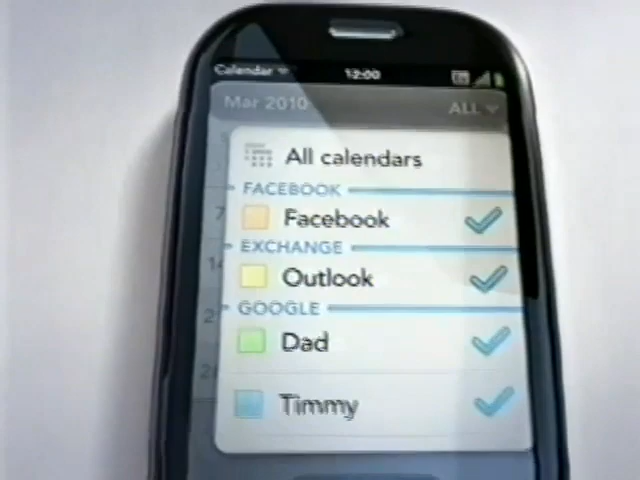 Calendar 12:00
Mar 2010 ALL
All calendars
FACEBOOK
Facebook
EXCHANGE
Outlook
GOOGLE
Dad
Timmy